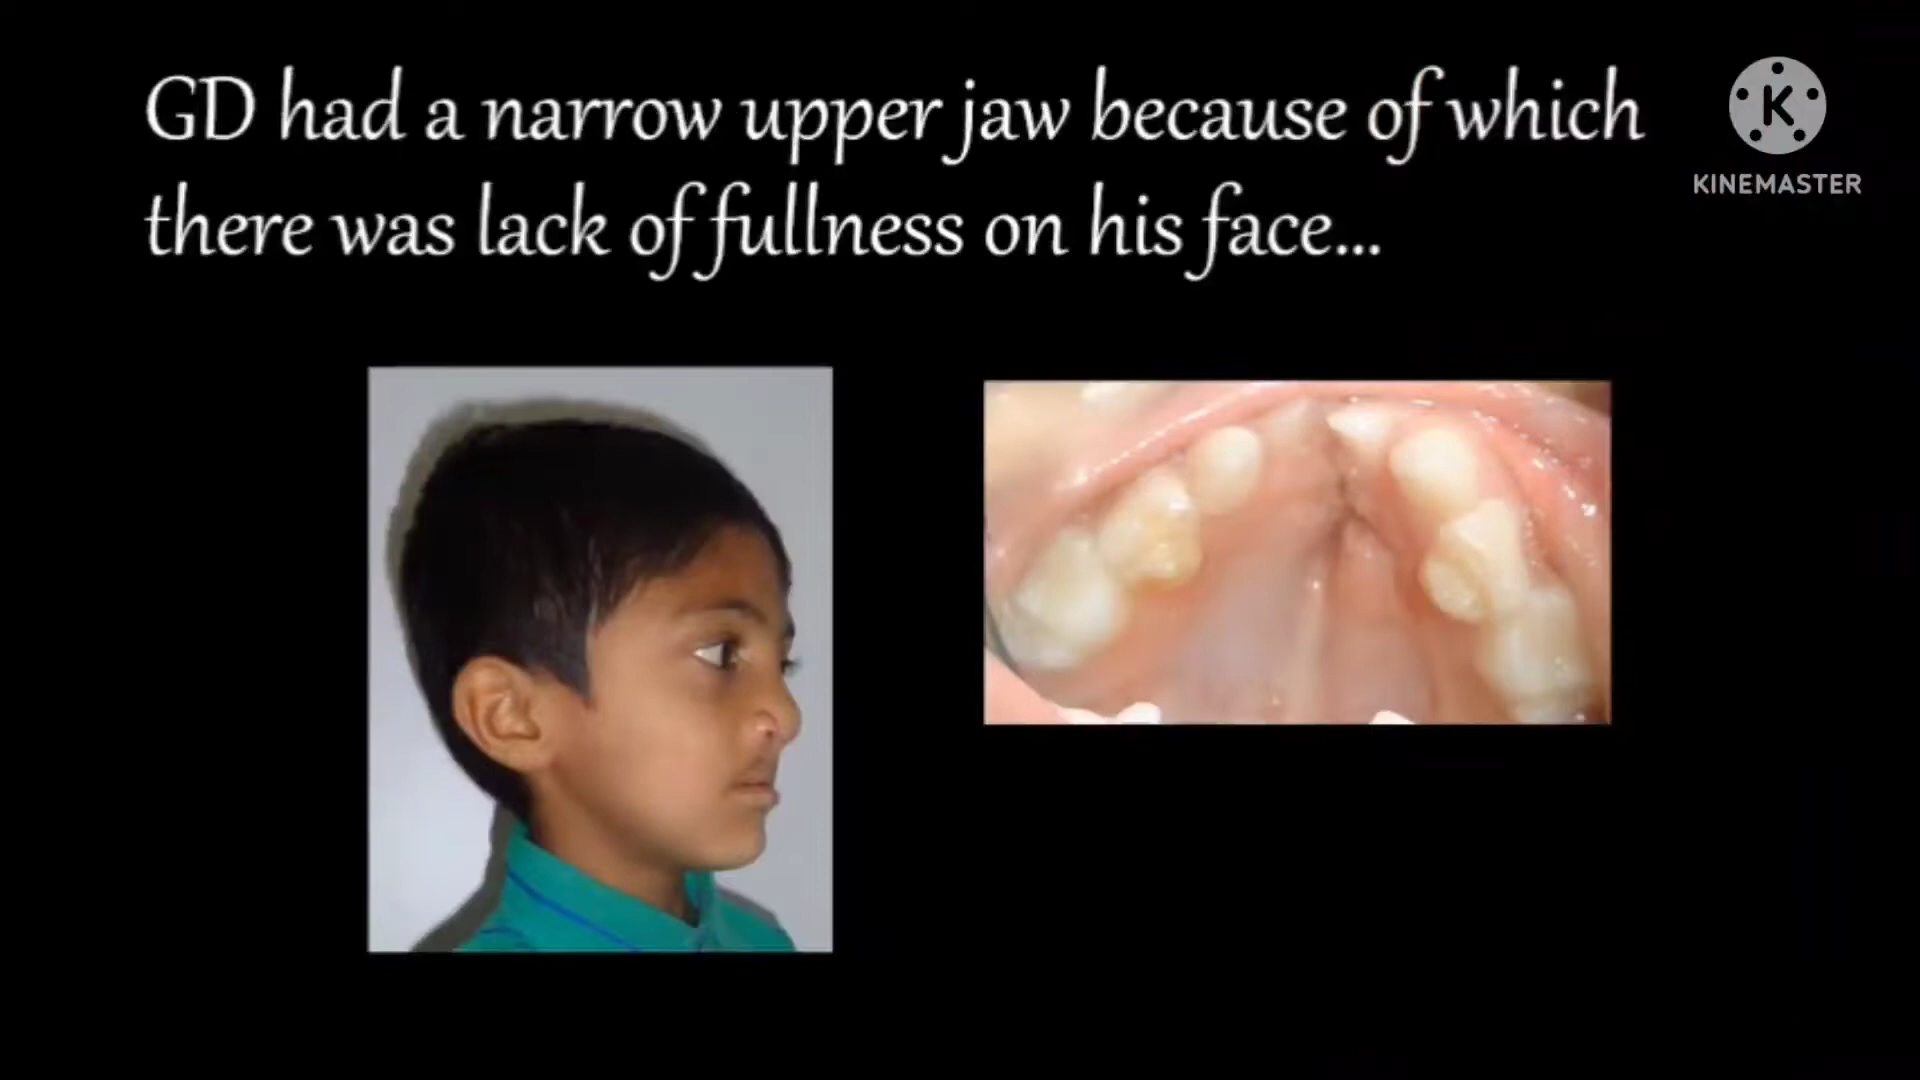 GD had a narrow upper jaw because of which
there was lack of fullness on his face...
K
KINEMASTER